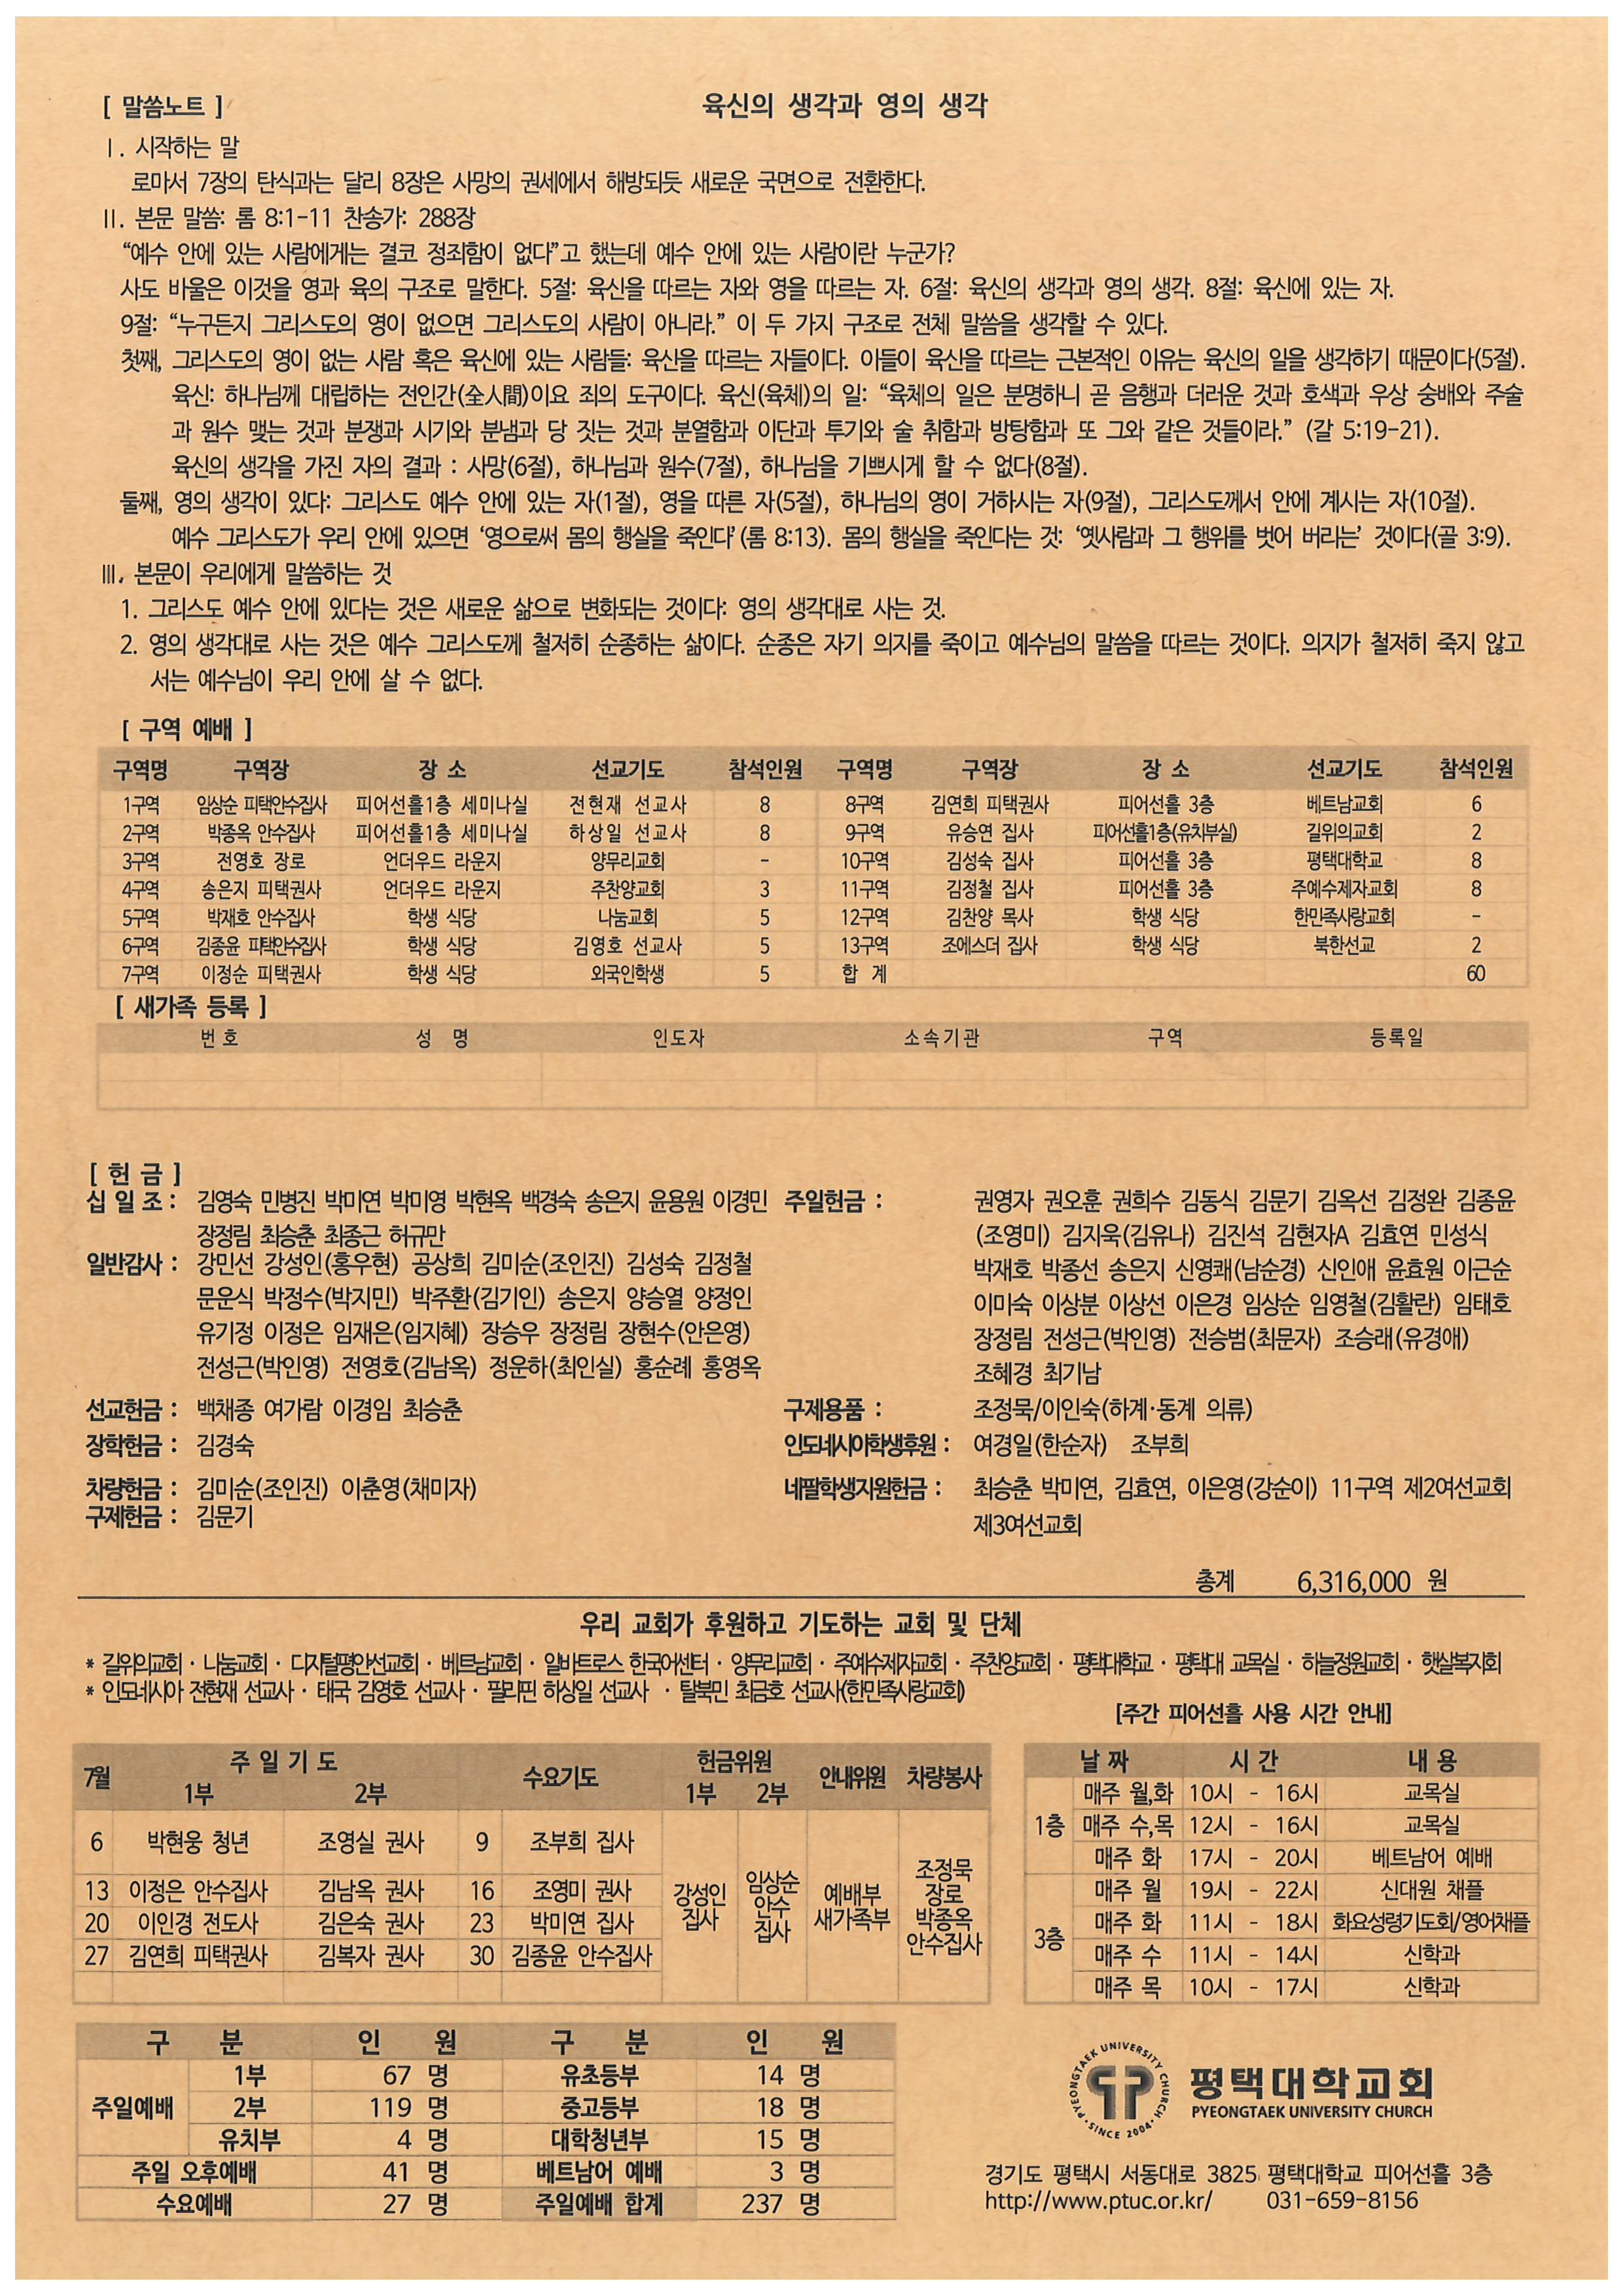 [ 말씀노트 ]
육신의 생각과 영의 생각
Ⅰ. 시작하는 말
로마서 7장의 탄식과는 달리 8장은 사망의 권세에서 해방되듯 새로운 국면으로 전환한다.
Ⅱ. 본문 말씀: 롬 8:1-11 찬송가: 288장
“예수 안에 있는 사람에게는 결코 정죄함이 없다”고 했는데 예수 안에 있는 사람이란 누군가?
사도 바울은 이것을 영과 육의 구조로 말한다. 5절: 육신을 따르는 자와 영을 따르는 자. 6절: 육신의 생각과 영의 생각. 8절: 육신에 있는 자.
9절: “누구든지 그리스도의 영이 없으면 그리스도의 사람이 아니라.” 이 두 가지 구조로 전체 말씀을 생각할 수 있다.
첫째, 그리스도의 영이 없는 사람 혹은 육신에 있는 사람들: 육신을 따르는 자들이다. 이들이 육신을 따르는 근본적인 이유는 육신의 일을 생각하기 때문이다(5절).
육신: 하나님께 대립하는 전인간(全人間)이요 죄의 도구이다. 육신(육체)의 일: “육체의 일은 분명하니 곧 음행과 더러운 것과 호색과 우상 숭배와 주술
과 원수 맺는 것과 분쟁과 시기와 분냄과 당 짓는 것과 분열함과 이단과 투기와 술 취함과 방탕함과 또 그와 같은 것들이라.” (갈 5:19-21).
육신의 생각을 가진 자의 결과 : 사망(6절), 하나님과 원수(7절), 하나님을 기쁘시게 할 수 없다(8절).
둘째, 영의 생각이 있다: 그리스도 예수 안에 있는 자(1절), 영을 따른 자(5절), 하나님의 영이 거하시는 자(9절), 그리스도께서 안에 계시는 자(10절).
예수 그리스도가 우리 안에 있으면 ‘영으로써 몸의 행실을 죽인다’(롬 8:13). 몸의 행실을 죽인다는 것: ‘옛사람과 그 행위를 벗어 버리는’ 것이다(골 3:9).
Ⅲ. 본문이 우리에게 말씀하는 것
1. 그리스도 예수 안에 있다는 것은 새로운 삶으로 변화되는 것이다: 영의 생각대로 사는 것.
2. 영의 생각대로 사는 것은 예수 그리스도께 철저히 순종하는 삶이다. 순종은 자기 의지를 죽이고 예수님의 말씀을 따르는 것이다. 의지가 철저히 죽지 않고
서는 예수님이 우리 안에 살 수 없다.
[ 구역 예배 ]
구역명 구역장 장 소 선교기도 참석인원 구역명 구역장 장 소 선교기도 참석인원
1구역 임상순 피택안수집사 피어선홀1층 세미나실 전현재 선교사 8 8구역 김연희 피택권사 피어선홀 3층 베트남교회 6
2구역 박종옥 안수집사 피어선홀1층 세미나실 하상일 선교사 8 9구역 유승연 집사 피어선홀1층(유치부실) 길위의교회 2
3구역 전영호 장로 언더우드 라운지 양무리교회 - 10구역 김성숙 집사 피어선홀 3층 평택대학교 8
4구역 송은지 피택권사 언더우드 라운지 주찬양교회 3 11구역 김정철 집사 피어선홀 3층 주예수제자교회 8
5구역 박재호 안수집사 학생 식당 나눔교회 5 12구역 김찬양 목사 학생 식당 한민족사랑교회 -
6구역 김종윤 피택안수집사 학생 식당 김영호 선교사 5 13구역 조에스더 집사 학생 식당 북한선교 2
7구역 이정순 피택권사 학생 식당 외국인학생 5 합 계 60
[ 새가족 등록 ]
번호 성 명 인도자 소속기관 구역 등록일
[ 헌 금 ]
십 일 조 : 김영숙 민병진 박미연 박미영 박현옥 백경숙 송은지 윤용원 이경민
장정림 최승춘 최종근 허규만
일반감사 : 강민선 강성인(홍우현) 공상희 김미순(조인진) 김성숙 김정철
문운식 박정수(박지민) 박주환(김기인) 송은지 양승열 양정인
유기정 이정은 임재은(임지혜) 장승우 장정림 장현수(안은영)
전성근(박인영) 전영호(김남옥) 정운하(최인실) 홍순례 홍영옥
선교헌금 : 백채종 여가람 이경임 최승춘
장학헌금 : 김경숙
차량헌금 : 김미순(조인진) 이춘영(채미자)
구제헌금 : 김문기
주일헌금 : 권영자 권오훈 권희수 김동식 김문기 김옥선 김정완 김종윤
(조영미) 김지욱(김유나) 김진석 김현자A 김효연 민성식
박재호 박종선 송은지 신영쾌(남순경) 신인애 윤효원 이근순
이미숙 이상분 이상선 이은경 임상순 임영철(김활란) 임태호
장정림 전성근(박인영) 전승범(최문자) 조승래(유경애)
조혜경 최기남
구제용품 : 조정묵/이인숙(하계·동계 의류)
인도네시아학생후원 : 여경일(한순자) 조부희
네팔학생지원헌금 : 최승춘 박미연, 김효연, 이은영(강순이) 11구역 제2여선교회
제3여선교회
총계 6,316,000 원
우리 교회가 후원하고 기도하는 교회 및 단체
* 길위의교회 · 나눔교회 · 디지털평안선교회 · 베트남교회 · 알바트로스 한국어센터 · 양무리교회 · 주예수제자교회 · 주찬양교회 · 평택대학교 · 평택대 교목실 · 하늘정원교회 · 햇살복지회
* 인도네시아 전현재 선교사 · 태국 김영호 선교사 · 필리핀 하상일 선교사 · 탈북민 최금호 선교사(한민족사랑교회)
7월 주일기도 수요기도 헌금위원 안내위원 차량봉사
1부 2부 1부 2부
6 박현웅 청년 조영실 권사 9 조부희 집사
13 이정은 안수집사 김남옥 권사 16 조영미 권사
20 이인경 전도사 김은숙 권사 23 박미연 집사
27 김연희 피택권사 김복자 권사 30 김종윤 안수집사
강성인
집사
임상순
안수
집사
예배부
새가족부
조정묵
장로
박종옥
안수집사
[주간 피어선홀 사용 시간 안내]
날짜 시간 내용
1층 매주 월,화 10시 - 16시 교목실
매주 수,목 12시 - 16시 교목실
매주 화 17시 - 20시 베트남어 예배
3층 매주 월 19시 - 22시 신대원 채플
매주 화 11시 - 18시 화요성령기도회/영어채플
매주 수 11시 - 14시 신학과
매주 목 10시 - 17시 신학과
구 분 인 원 구 분 인 원
주일예배 1부 67 명 유초등부 14 명
2부 119 명 중고등부 18 명
유치부 4 명 대학청년부 15 명
주일 오후예배 41 명 베트남어 예배 3 명
수요예배 27 명 주일예배 합계 237 명
PYEONGTAEK UNIVERSITY CHURCH · SINCE 2004 ·
평택대학교회
PYEONGTAEK UNIVERSITY CHURCH
경기도 평택시 서동대로 3825 평택대학교 피어선홀 3층
http://www.ptuc.or.kr/ 031-659-8156